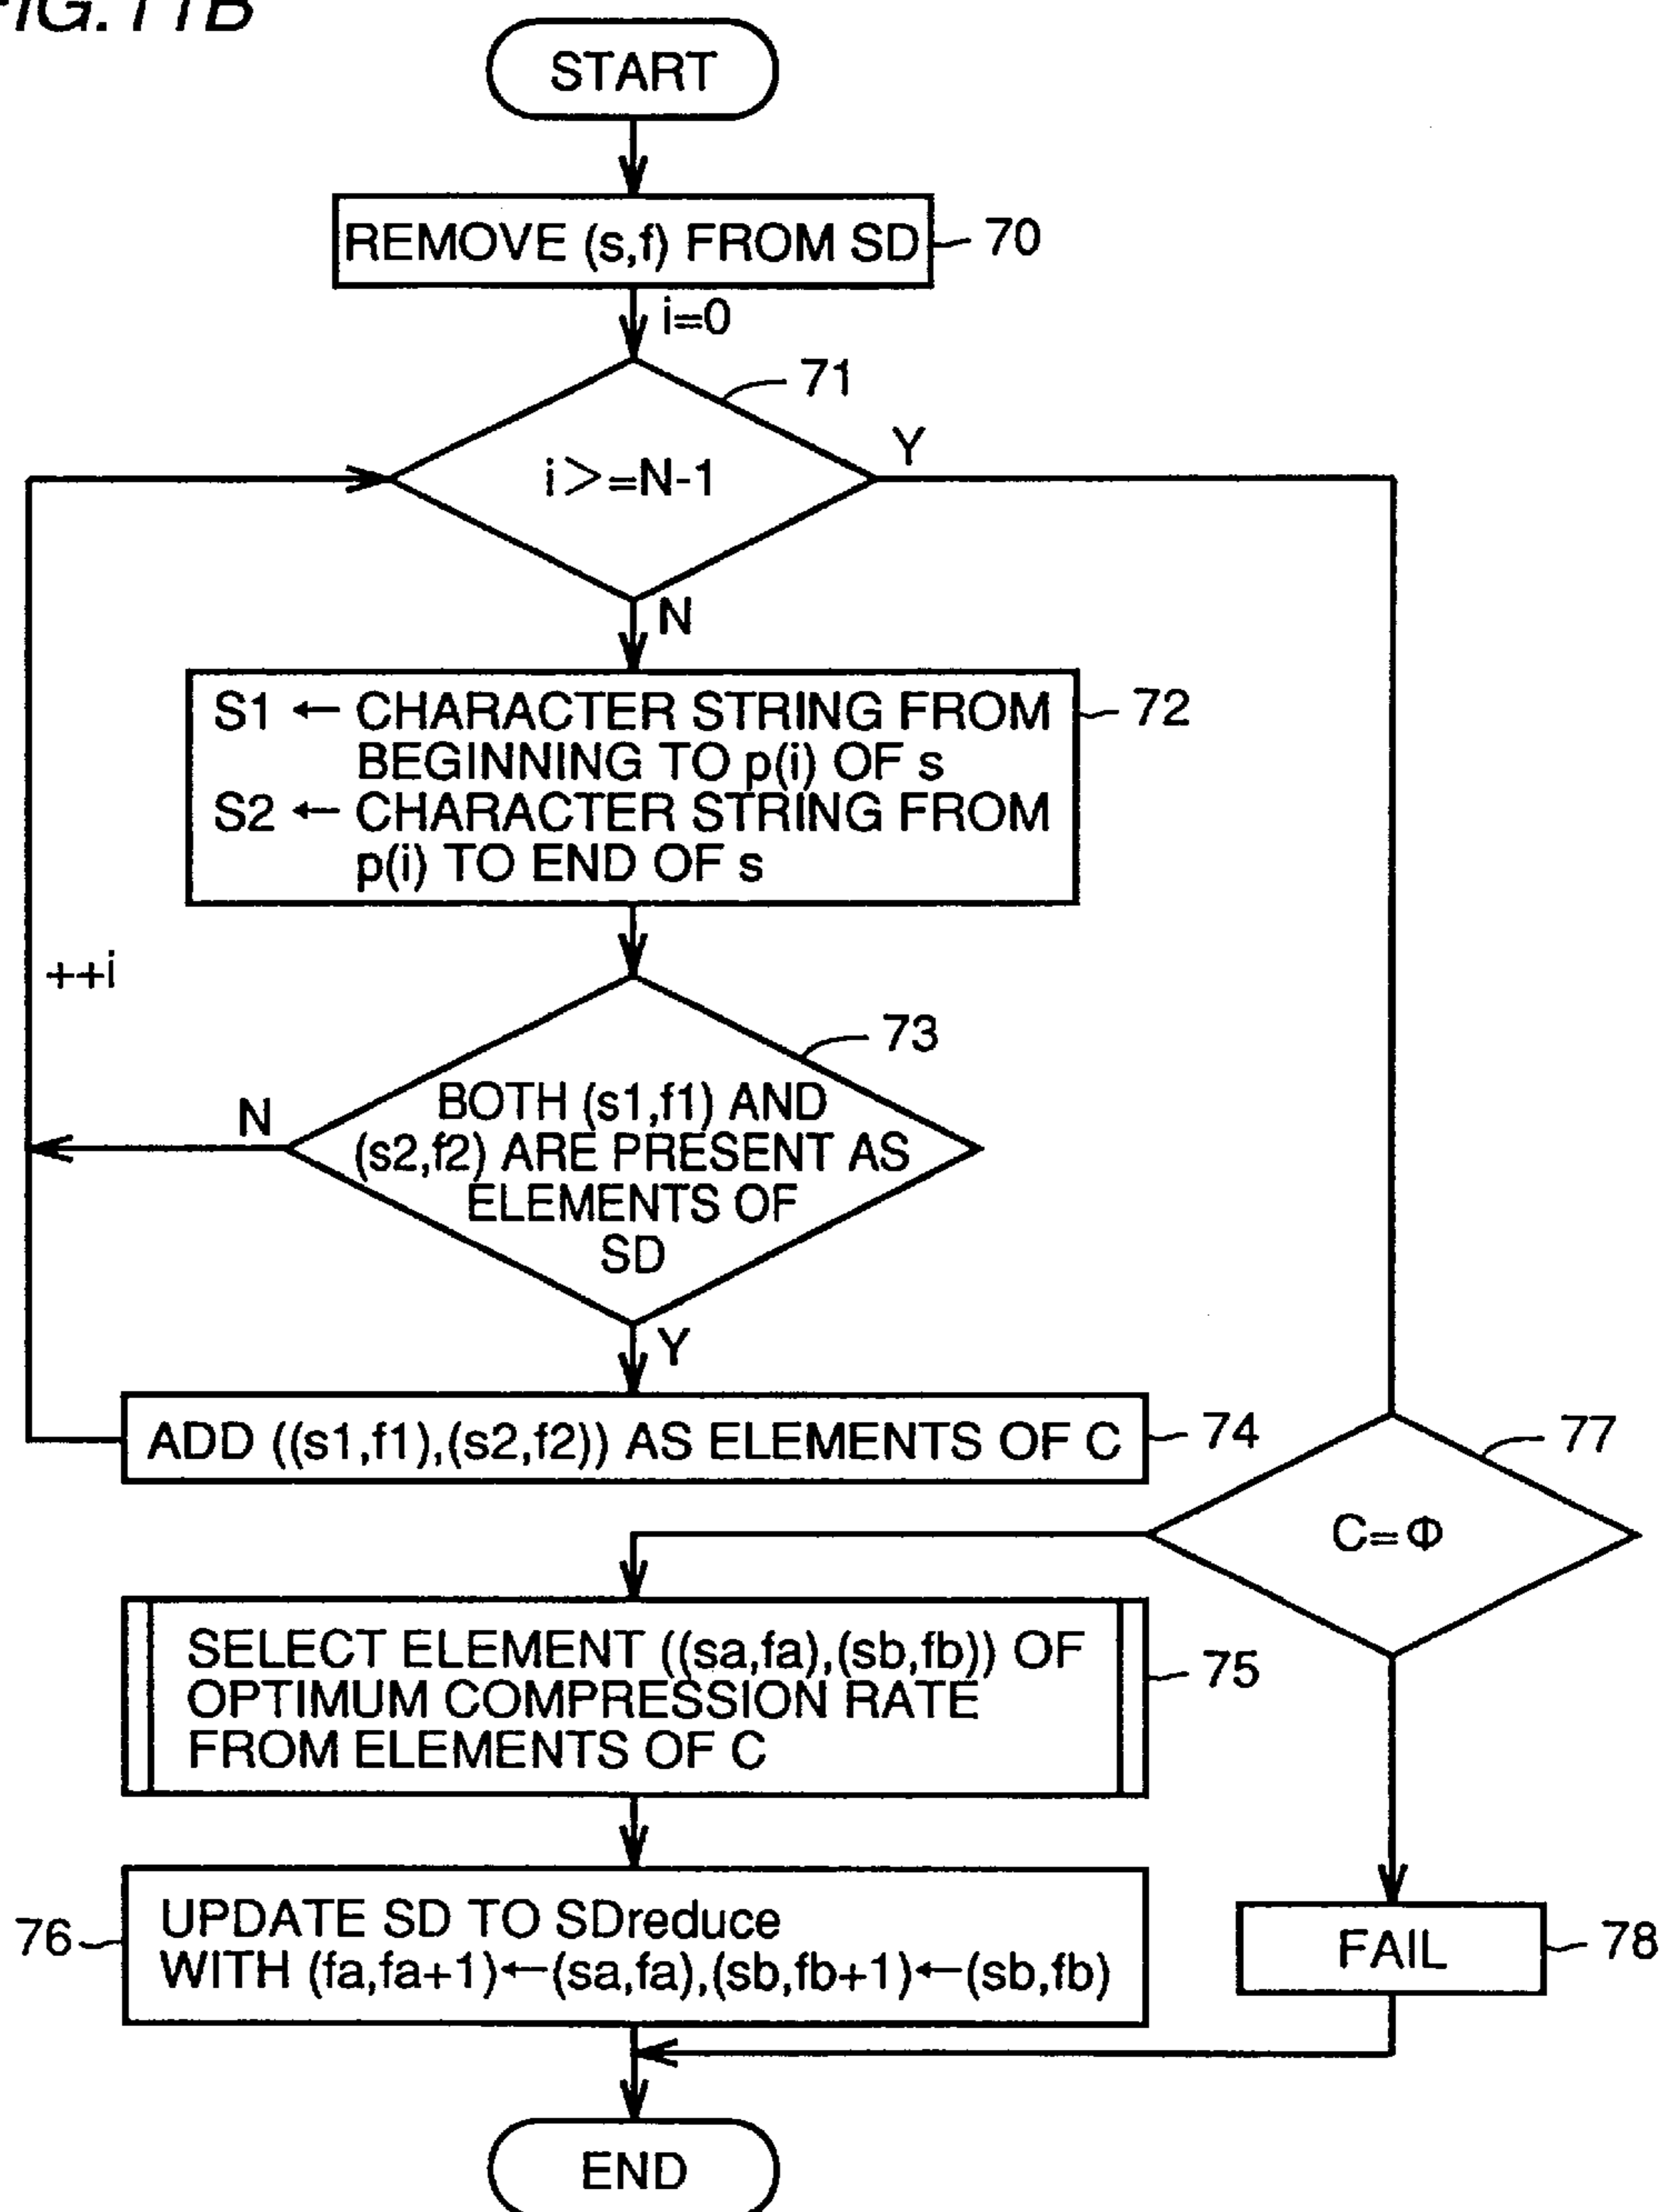 FIG. 11B
START
REMOVE (s,f) FROM SD
70
i=0
71
i>=N-1
Y
N
S1 ← CHARACTER STRING FROM
BEGINNING TO p(i) OF s
S2 ← CHARACTER STRING FROM
p(i) TO END OF s
72
++i
73
BOTH (s1,f1) AND
(s2,f2) ARE PRESENT AS
ELEMENTS OF
SD
N
Y
ADD ((s1,f1),(s2,f2)) AS ELEMENTS OF C
74
77
C=Φ
SELECT ELEMENT ((sa,fa),(sb,fb)) OF
OPTIMUM COMPRESSION RATE
FROM ELEMENTS OF C
75
76
UPDATE SD TO SDreduce
WITH (fa,fa+1)←(sa,fa),(sb,fb+1)←(sb,fb)
FAIL
78
END